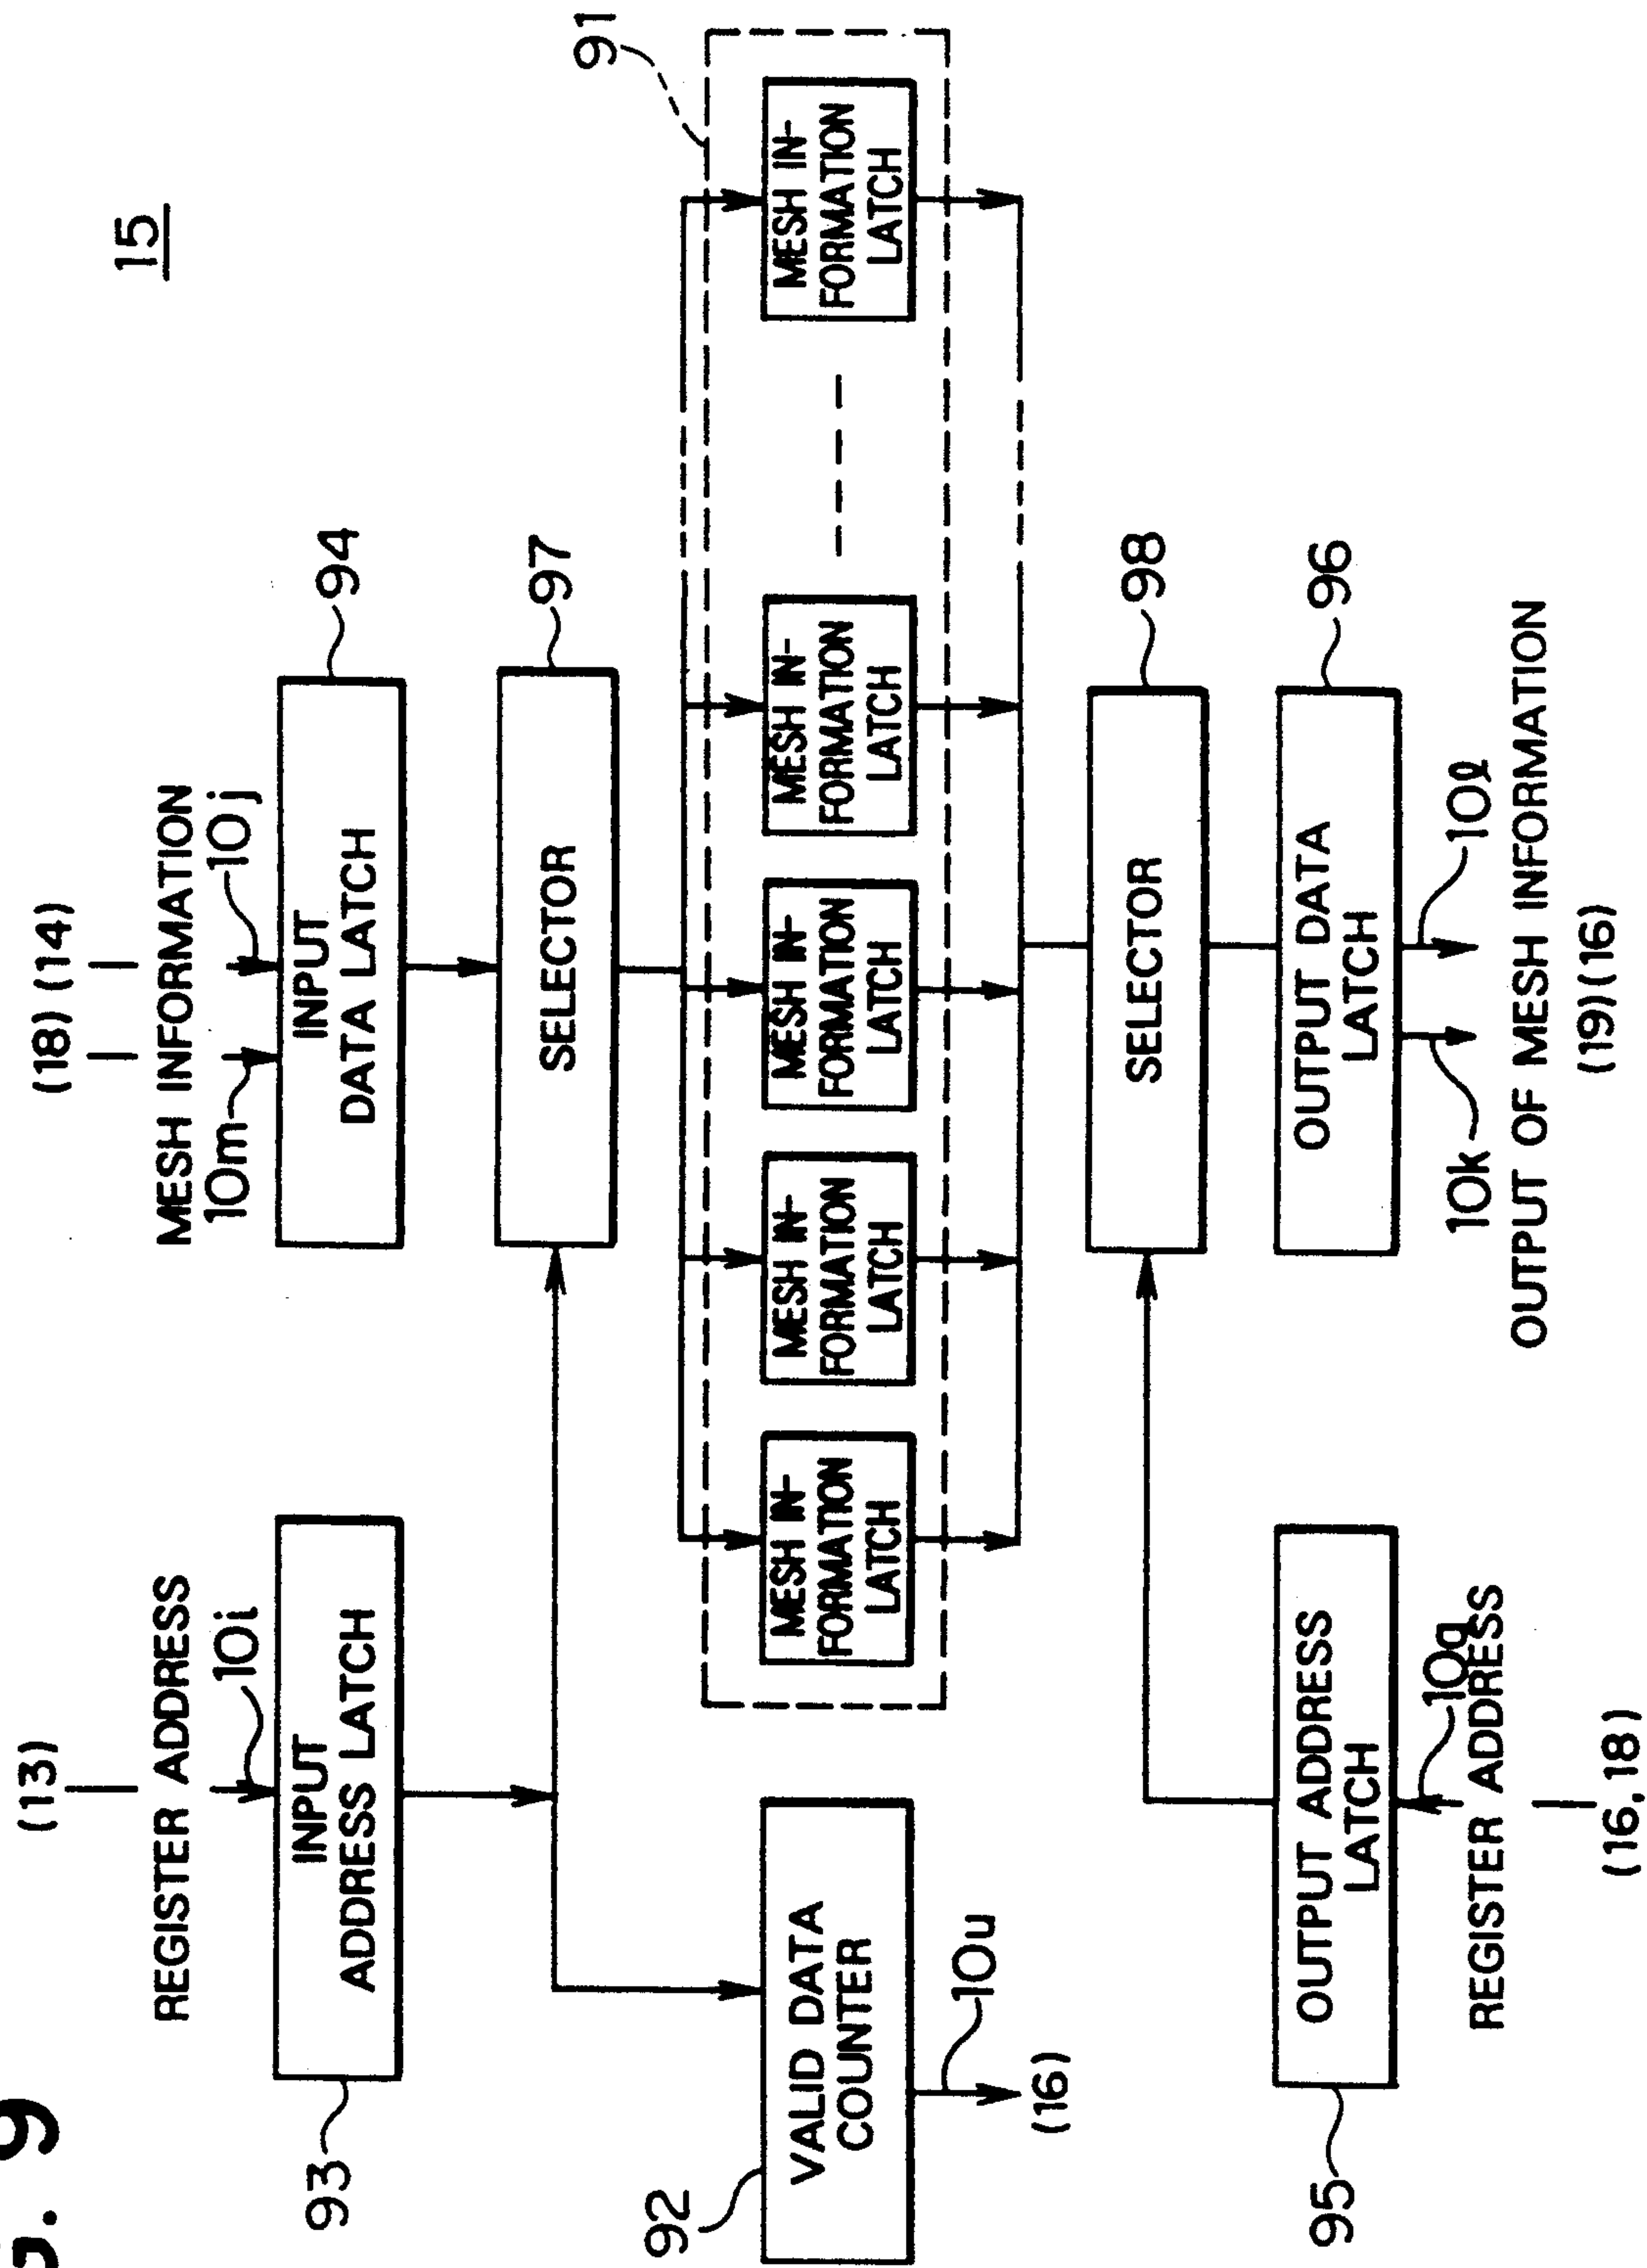 G. 9
15
(13)
(18) (14)
REGISTER ADDRESS
MESH INFORMATION
10i
10m
10j
93
INPUT
ADDRESS LATCH
INPUT
DATA LATCH
94
SELECTOR
97
91
92
VALID DATA
COUNTER
10u
(16)
MESH IN-
FORMATION
LATCH
MESH IN-
FORMATION
LATCH
MESH IN-
FORMATION
LATCH
MESH IN-
FORMATION
LATCH
MESH IN-
FORMATION
LATCH
SELECTOR
98
95
OUTPUT ADDRESS
LATCH
OUTPUT DATA
LATCH
96
10q
10k
10ℓ
REGISTER ADDRESS
OUTPUT OF MESH INFORMATION
(16, 18)
(19) (16)